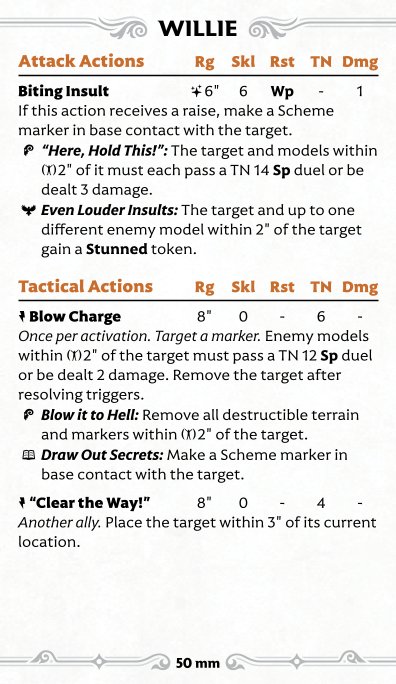 WILLIE
Attack Actions Rg Skl Rst TN Dmg
Biting Insult 6" 6 Wp - 1
If this action receives a raise, make a Scheme
marker in base contact with the target.
“Here, Hold This!”: The target and models within
2" of it must each pass a TN 14 Sp duel or be
dealt 3 damage.
Even Louder Insults: The target and up to one
different enemy model within 2" of the target
gain a Stunned token.
Tactical Actions Rg Skl Rst TN Dmg
Blow Charge 8" 0 - 6 -
Once per activation. Target a marker. Enemy models
within 2" of the target must pass a TN 12 Sp duel
or be dealt 2 damage. Remove the target after
resolving triggers.
Blow it to Hell: Remove all destructible terrain
and markers within 2" of the target.
Draw Out Secrets: Make a Scheme marker in
base contact with the target.
“Clear the Way!” 8" 0 - 4 -
Another ally. Place the target within 3" of its current
location.
50 mm